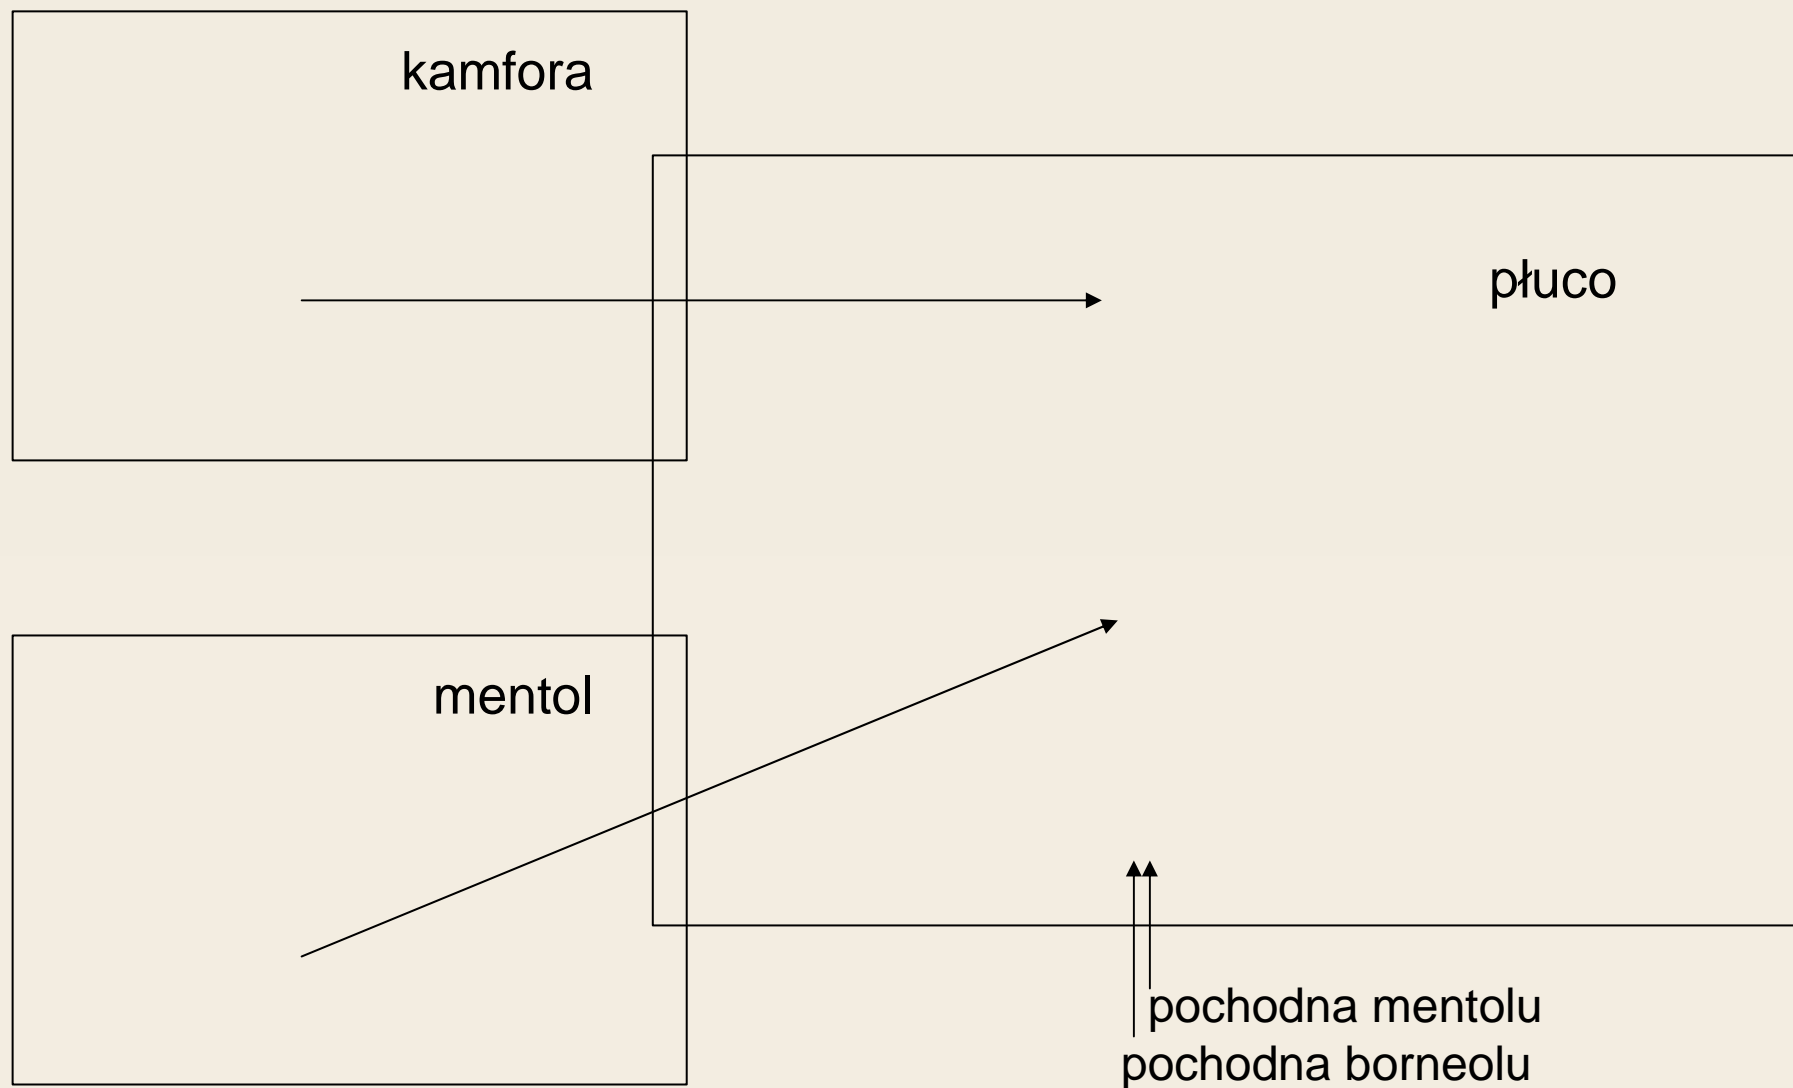 kamfora
płuco
mentol
pochodna mentolu
pochodna borneolu